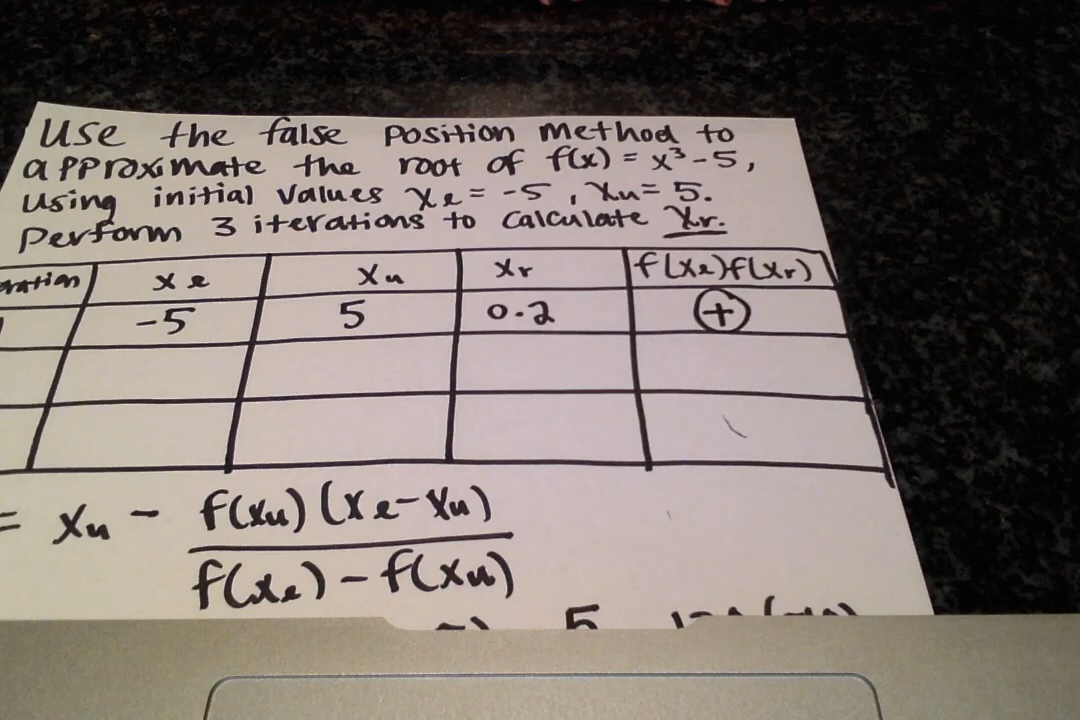 Use the false position method to
approximate the root of f(x) = x³ - 5,
using initial values xℓ = -5, xu = 5.
Perform 3 iterations to calculate xr.
xℓ xu xr f(xℓ)f(xr)
-5 5 0.2 +
= xu - f(xu)(xℓ - xu)
f(xℓ) - f(xu)
5